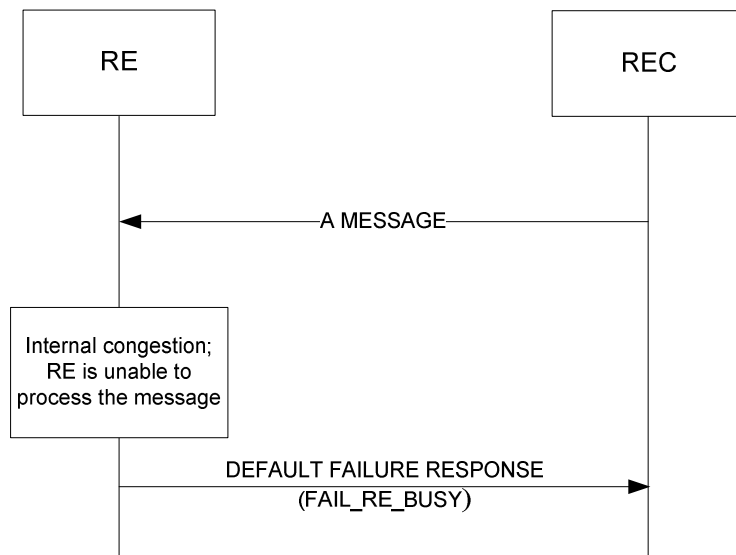 RE
REC
A MESSAGE
Internal congestion;
RE is unable to
process the message
DEFAULT FAILURE RESPONSE
(FAIL_RE_BUSY)